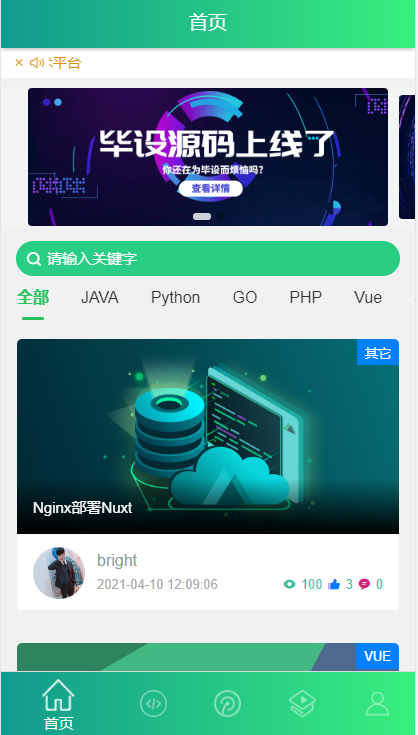 首页
平台
毕设源码上线了
你还在为毕设而烦恼吗?
查看详情
请输入关键字
全部 JAVA Python GO PHP Vue
其它
Nginx部署Nuxt
bright
2021-04-10 12:09:06 100 3 0
VUE
首页